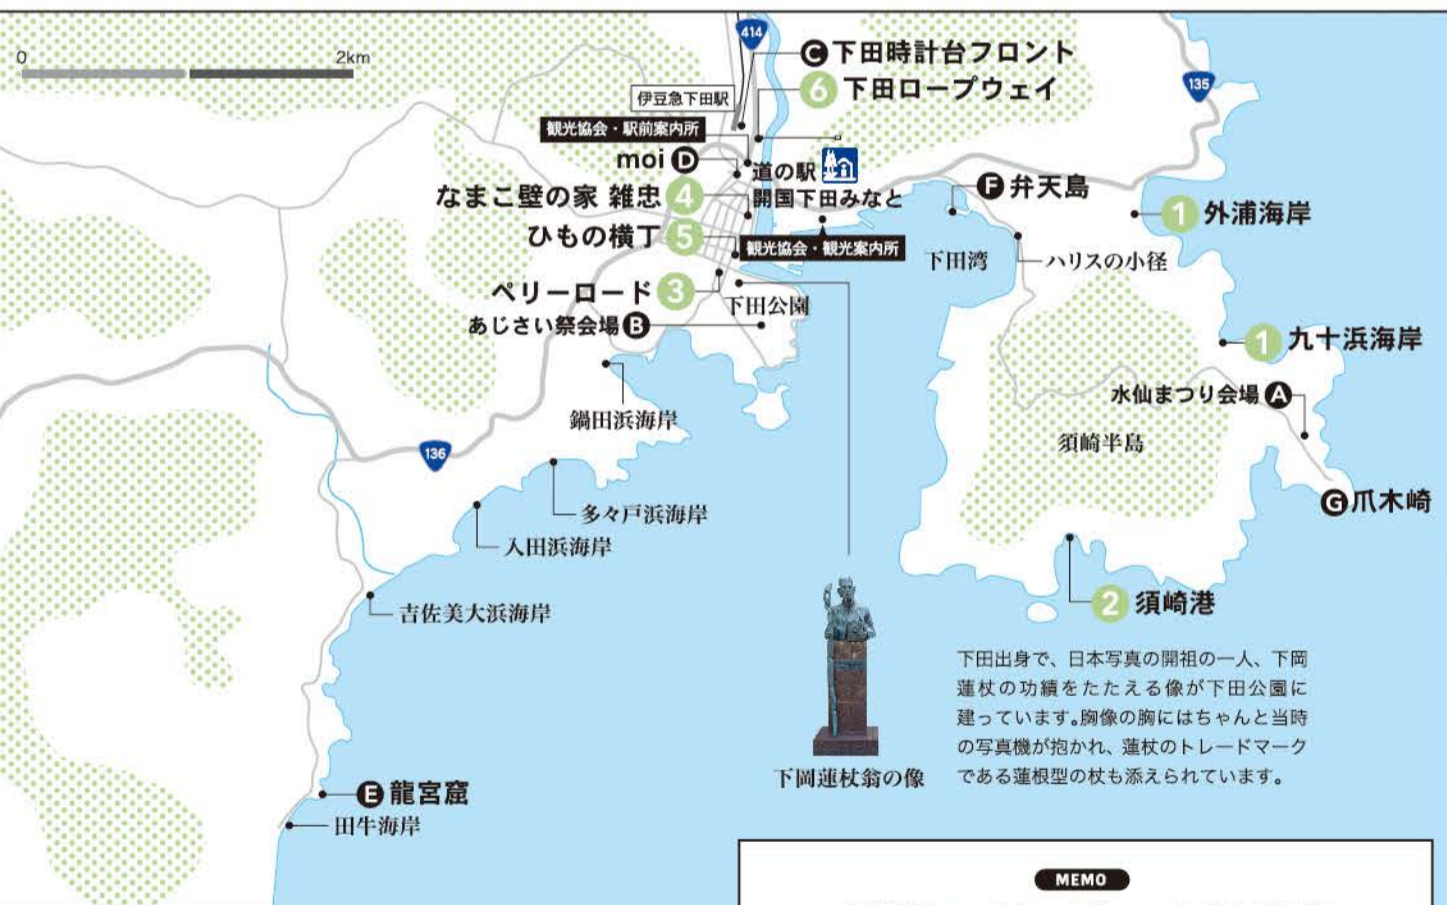 0
2km
414
C 下田時計台フロント
6 下田ロープウェイ
135
伊豆急下田駅
観光協会・駅前案内所
moi D
道の駅
開国下田みなと
なまこ壁の家 雑忠 4
ひもの横丁 5
観光協会・観光案内所
F 弁天島
1 外浦海岸
下田湾
ハリスの小径
ペリーロード 3
下田公園
あじさい祭会場 B
1 九十浜海岸
水仙まつり会場 A
鍋田浜海岸
須崎半島
136
G 爪木崎
多々戸浜海岸
入田浜海岸
吉佐美大浜海岸
2 須崎港
下田出身で、日本写真の開祖の一人、下岡
蓮杖の功績をたたえる像が下田公園に
建っています。胸像の胸にはちゃんと当時
の写真機が抱かれ、蓮杖のトレードマーク
である蓮根型の杖も添えられています。
下岡蓮杖翁の像
E 龍宮窟
田牛海岸
MEMO